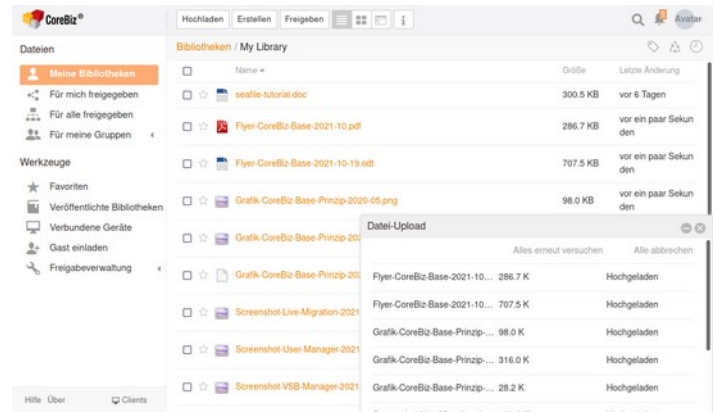 CoreBiz®
Hochladen Erstellen Freigeben
Avatar
Dateien
Meine Bibliotheken
Für mich freigegeben
Für alle freigegeben
Für meine Gruppen
Werkzeuge
Favoriten
Veröffentlichte Bibliotheken
Verbundene Geräte
Gast einladen
Freigabeverwaltung
Hilfe Über Clients
Bibliotheken / My Library
Name Größe Letzte Änderung
seafile-tutorial.doc 300.5 KB vor 6 Tagen
Flyer-CoreBiz-Base-2021-10.pdf 286.7 KB vor ein paar Sekun
den
Flyer-CoreBiz-Base-2021-10-19.odt 707.5 KB vor ein paar Sekun
den
Grafik-CoreBiz-Base-Prinzip-2020-05.png 98.0 KB vor ein paar Sekun
den
Grafik-CoreBiz-Base-Prinzip-202
Grafik-CoreBiz-Base-Prinzip-202
Screenshot-Live-Migration-2021
Screenshot-User-Manager-2021
Screenshot-VSB-Manager-2021
Datei-Upload
Alles erneut versuchen Alle abbrechen
Flyer-CoreBiz-Base-2021-10... 286.7 K Hochgeladen
Flyer-CoreBiz-Base-2021-10... 707.5 K Hochgeladen
Grafik-CoreBiz-Base-Prinzip-... 98.0 K Hochgeladen
Grafik-CoreBiz-Base-Prinzip-... 316.0 K Hochgeladen
Grafik-CoreBiz-Base-Prinzip-... 28.2 K Hochgeladen